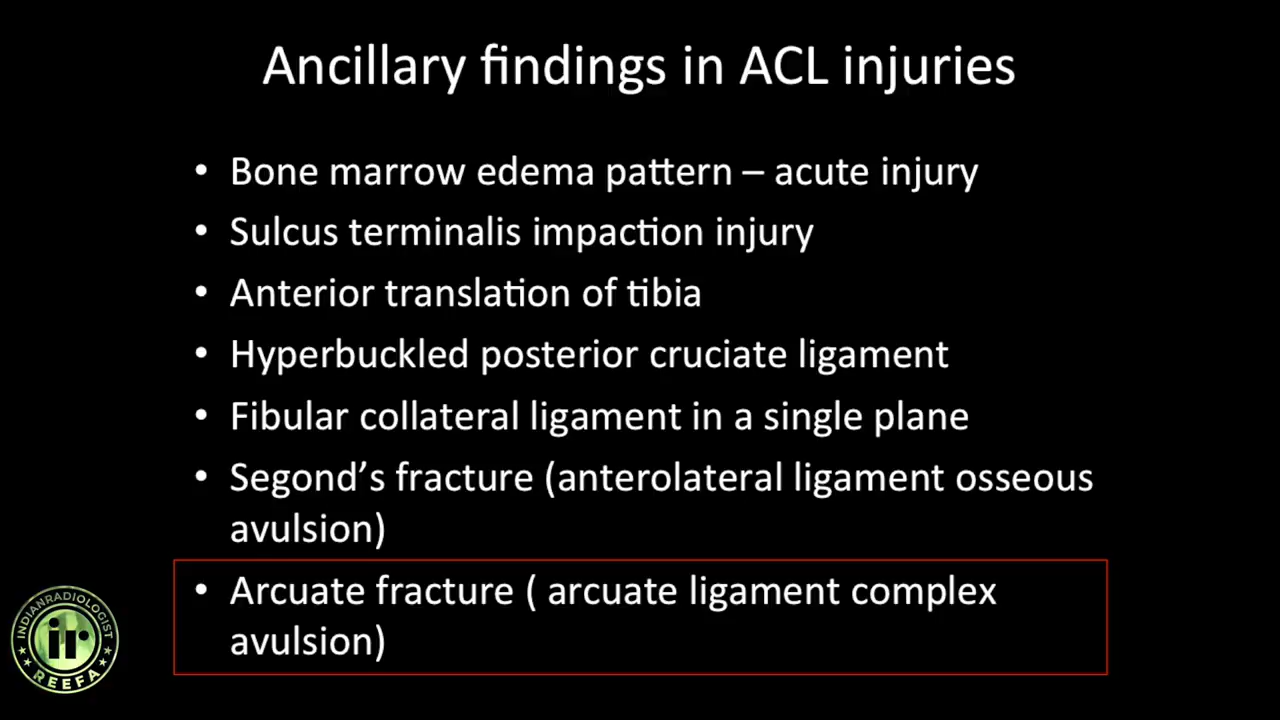 Ancillary findings in ACL injuries
• Bone marrow edema pattern – acute injury
• Sulcus terminalis impaction injury
• Anterior translation of tibia
• Hyperbuckled posterior cruciate ligament
• Fibular collateral ligament in a single plane
• Segond’s fracture (anterolateral ligament osseous
avulsion)
• Arcuate fracture ( arcuate ligament complex
avulsion)
INDIANRADIOLOGIST
ir
REEFA